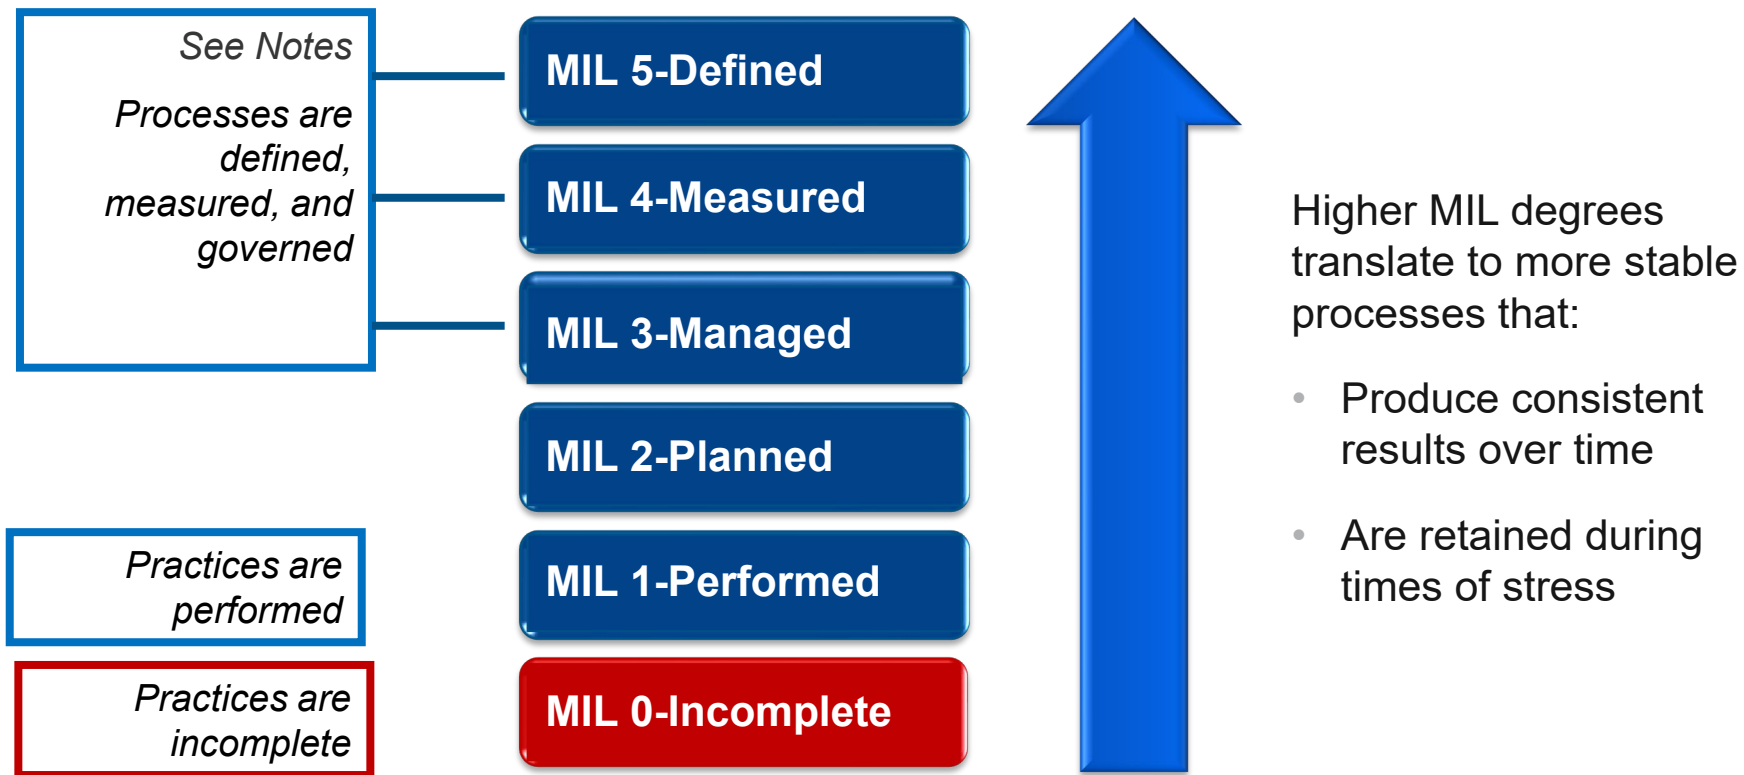 See Notes
Processes are
defined,
measured, and
governed
MIL 5-Defined
MIL 4-Measured
MIL 3-Managed
MIL 2-Planned
Practices are
performed
MIL 1-Performed
Practices are
incomplete
MIL 0-Incomplete
Higher MIL degrees
translate to more stable
processes that:
• Produce consistent
results over time
• Are retained during
times of stress